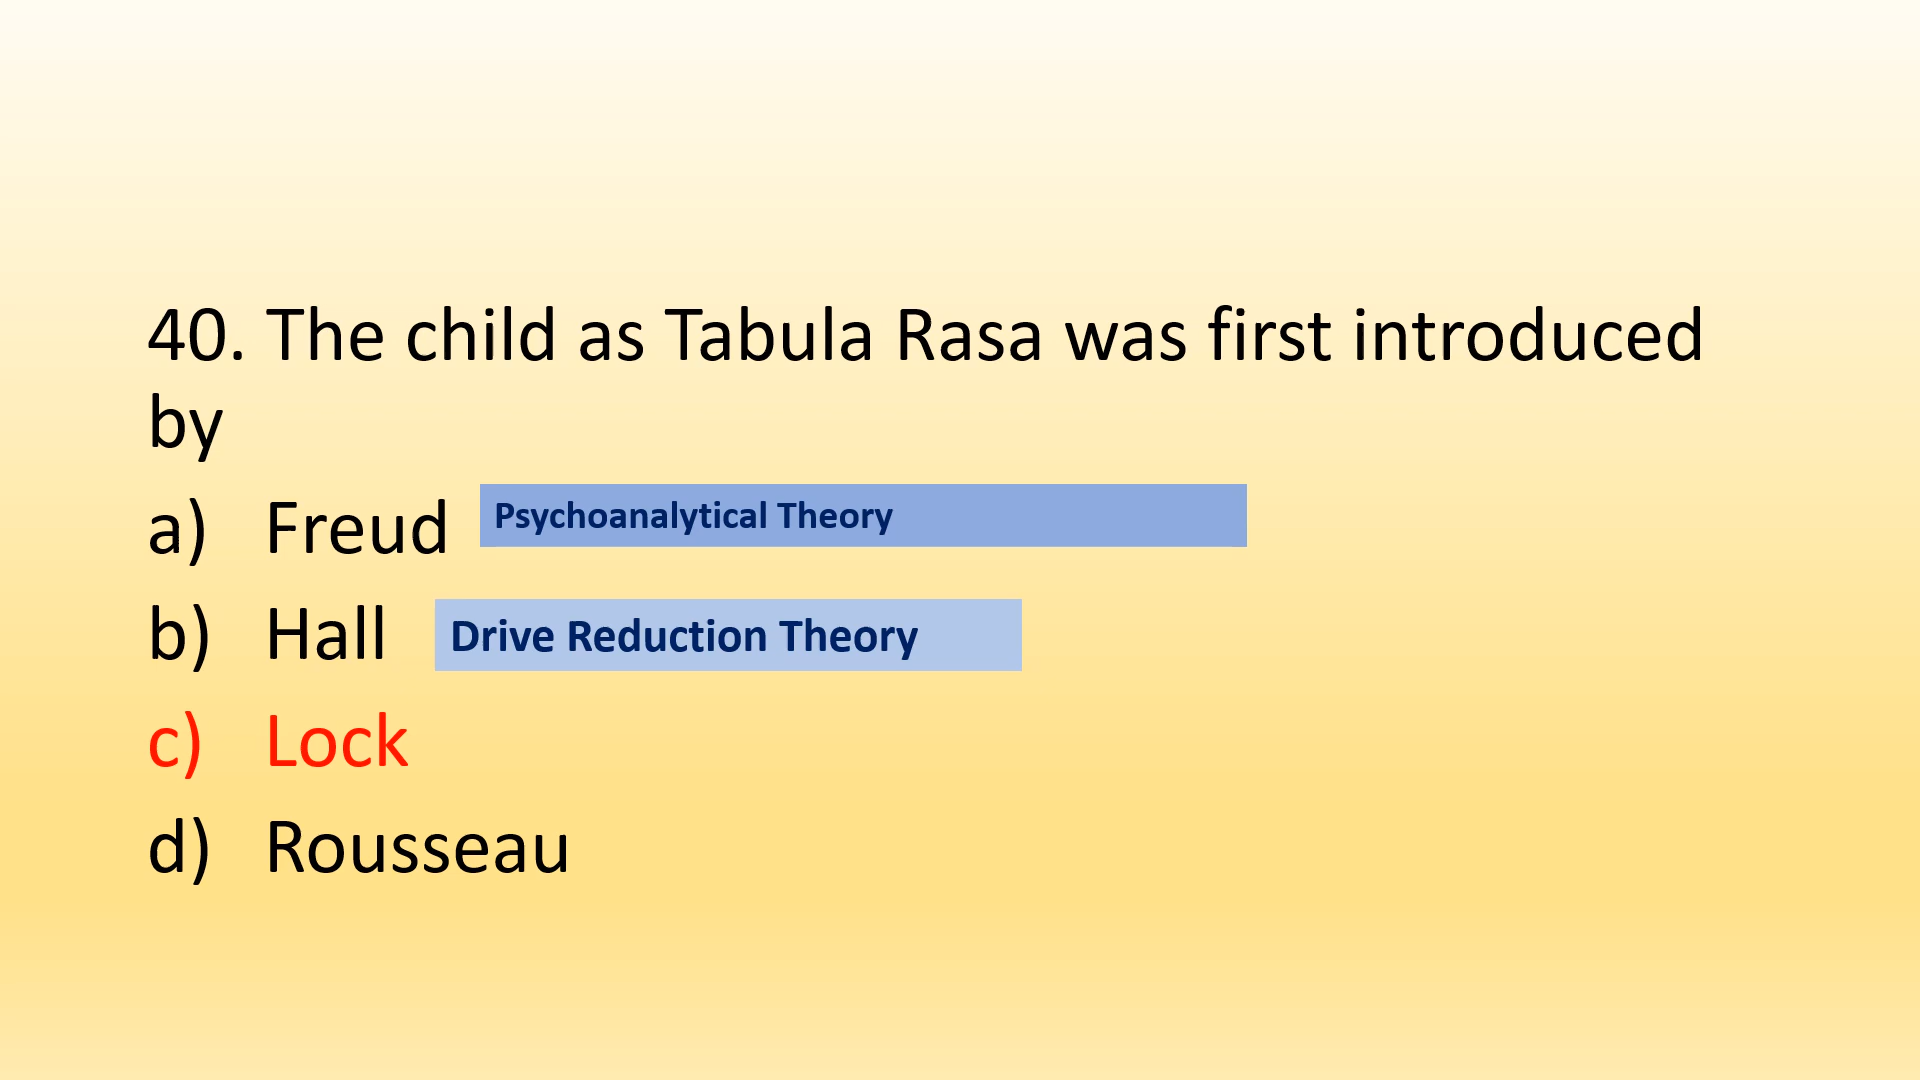 40. The child as Tabula Rasa was first introduced
by
a) Freud Psychoanalytical Theory
b) Hall Drive Reduction Theory
c) Lock
d) Rousseau